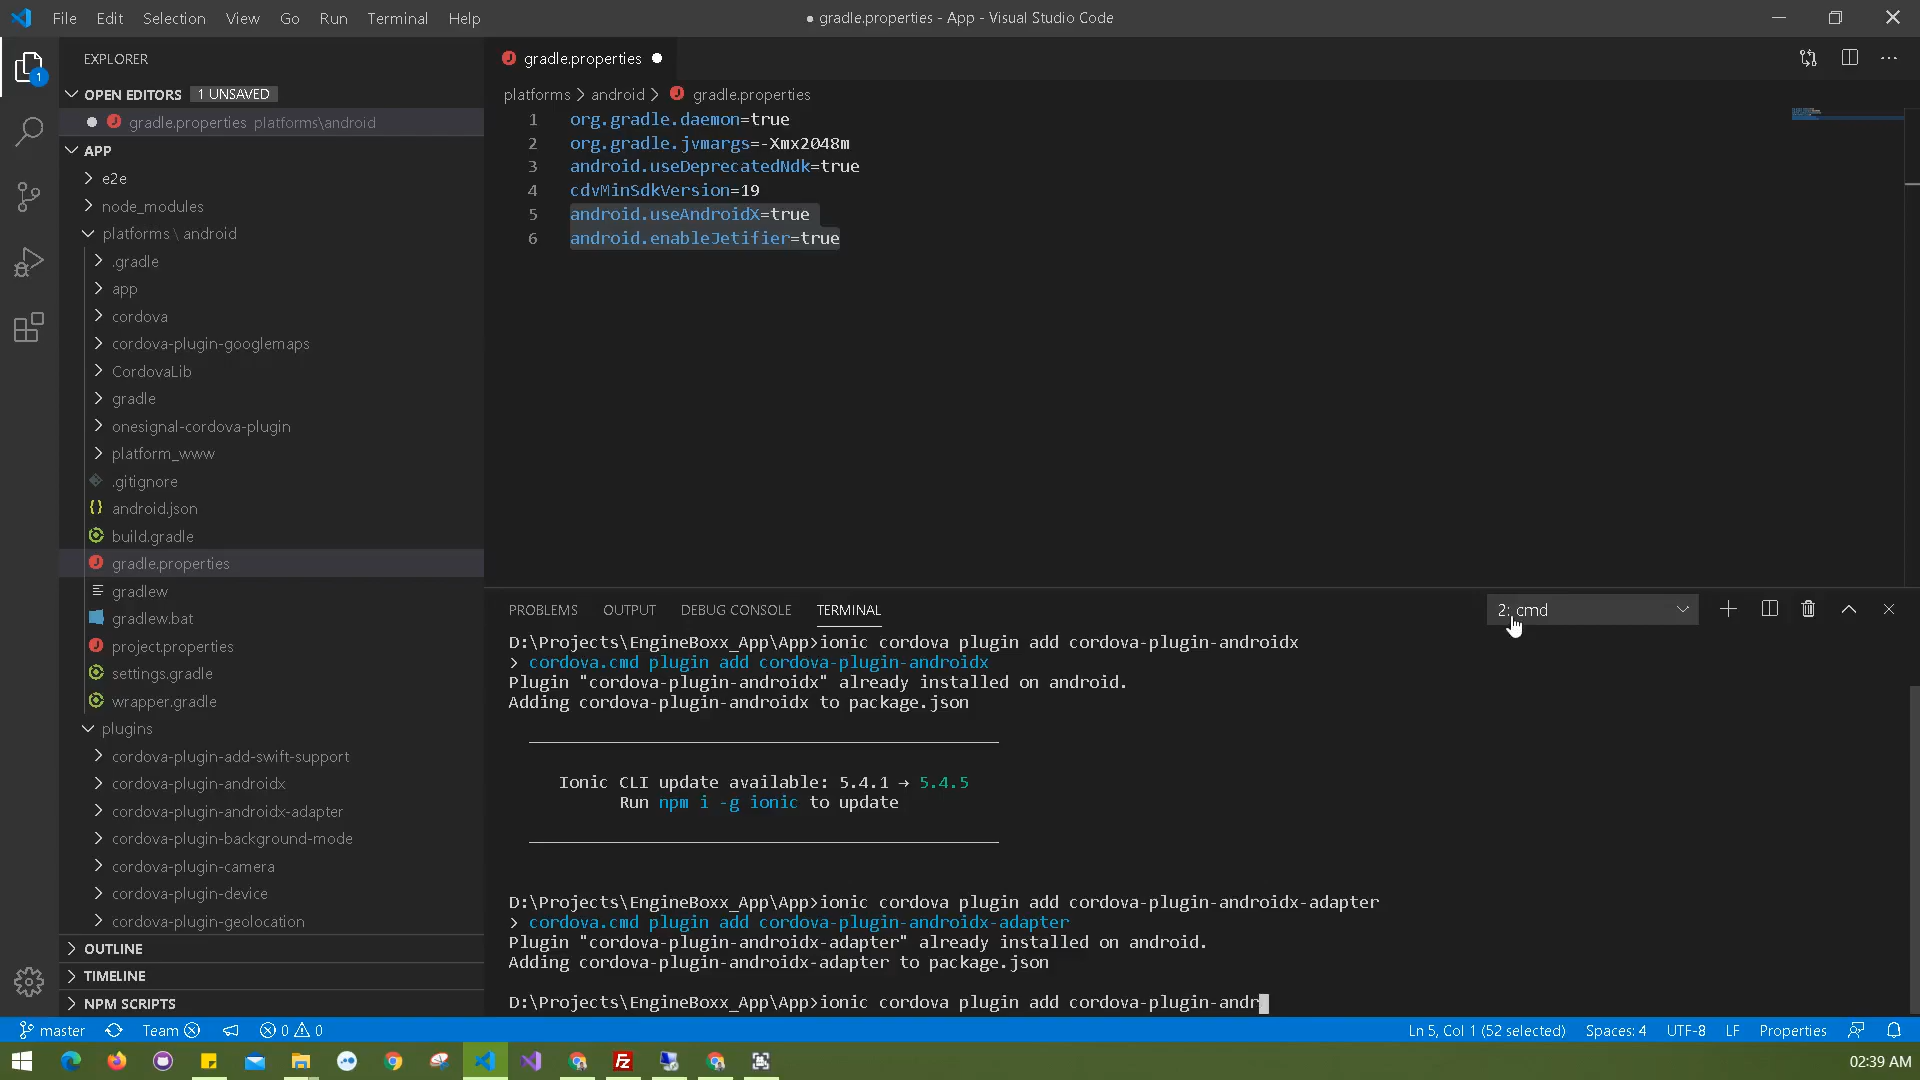 File Edit Selection View Go Run Terminal Help
● gradle.properties - App - Visual Studio Code
EXPLORER
1
OPEN EDITORS 1 UNSAVED
gradle.properties platforms\android
APP
e2e
node_modules
platforms \ android
.gradle
app
cordova
cordova-plugin-googlemaps
CordovaLib
gradle
onesignal-cordova-plugin
platform_www
.gitignore
android.json
build.gradle
gradle.properties
gradlew
gradlew.bat
project.properties
settings.gradle
wrapper.gradle
plugins
cordova-plugin-add-swift-support
cordova-plugin-androidx
cordova-plugin-androidx-adapter
cordova-plugin-background-mode
cordova-plugin-camera
cordova-plugin-device
cordova-plugin-geolocation
OUTLINE
TIMELINE
NPM SCRIPTS
gradle.properties
platforms > android > gradle.properties
1 org.gradle.daemon=true
2 org.gradle.jvmargs=-Xmx2048m
3 android.useDeprecatedNdk=true
4 cdvMinSdkVersion=19
5 android.useAndroidX=true
6 android.enableJetifier=true
PROBLEMS OUTPUT DEBUG CONSOLE TERMINAL
2: cmd
D:\Projects\EngineBoxx_App\App>ionic cordova plugin add cordova-plugin-androidx
> cordova.cmd plugin add cordova-plugin-androidx
Plugin "cordova-plugin-androidx" already installed on android.
Adding cordova-plugin-androidx to package.json
Ionic CLI update available: 5.4.1 → 5.4.5
Run npm i -g ionic to update
D:\Projects\EngineBoxx_App\App>ionic cordova plugin add cordova-plugin-androidx-adapter
> cordova.cmd plugin add cordova-plugin-androidx-adapter
Plugin "cordova-plugin-androidx-adapter" already installed on android.
Adding cordova-plugin-androidx-adapter to package.json
D:\Projects\EngineBoxx_App\App>ionic cordova plugin add cordova-plugin-andr
master Team 0 0
Ln 5, Col 1 (52 selected) Spaces: 4 UTF-8 LF Properties
02:39 AM